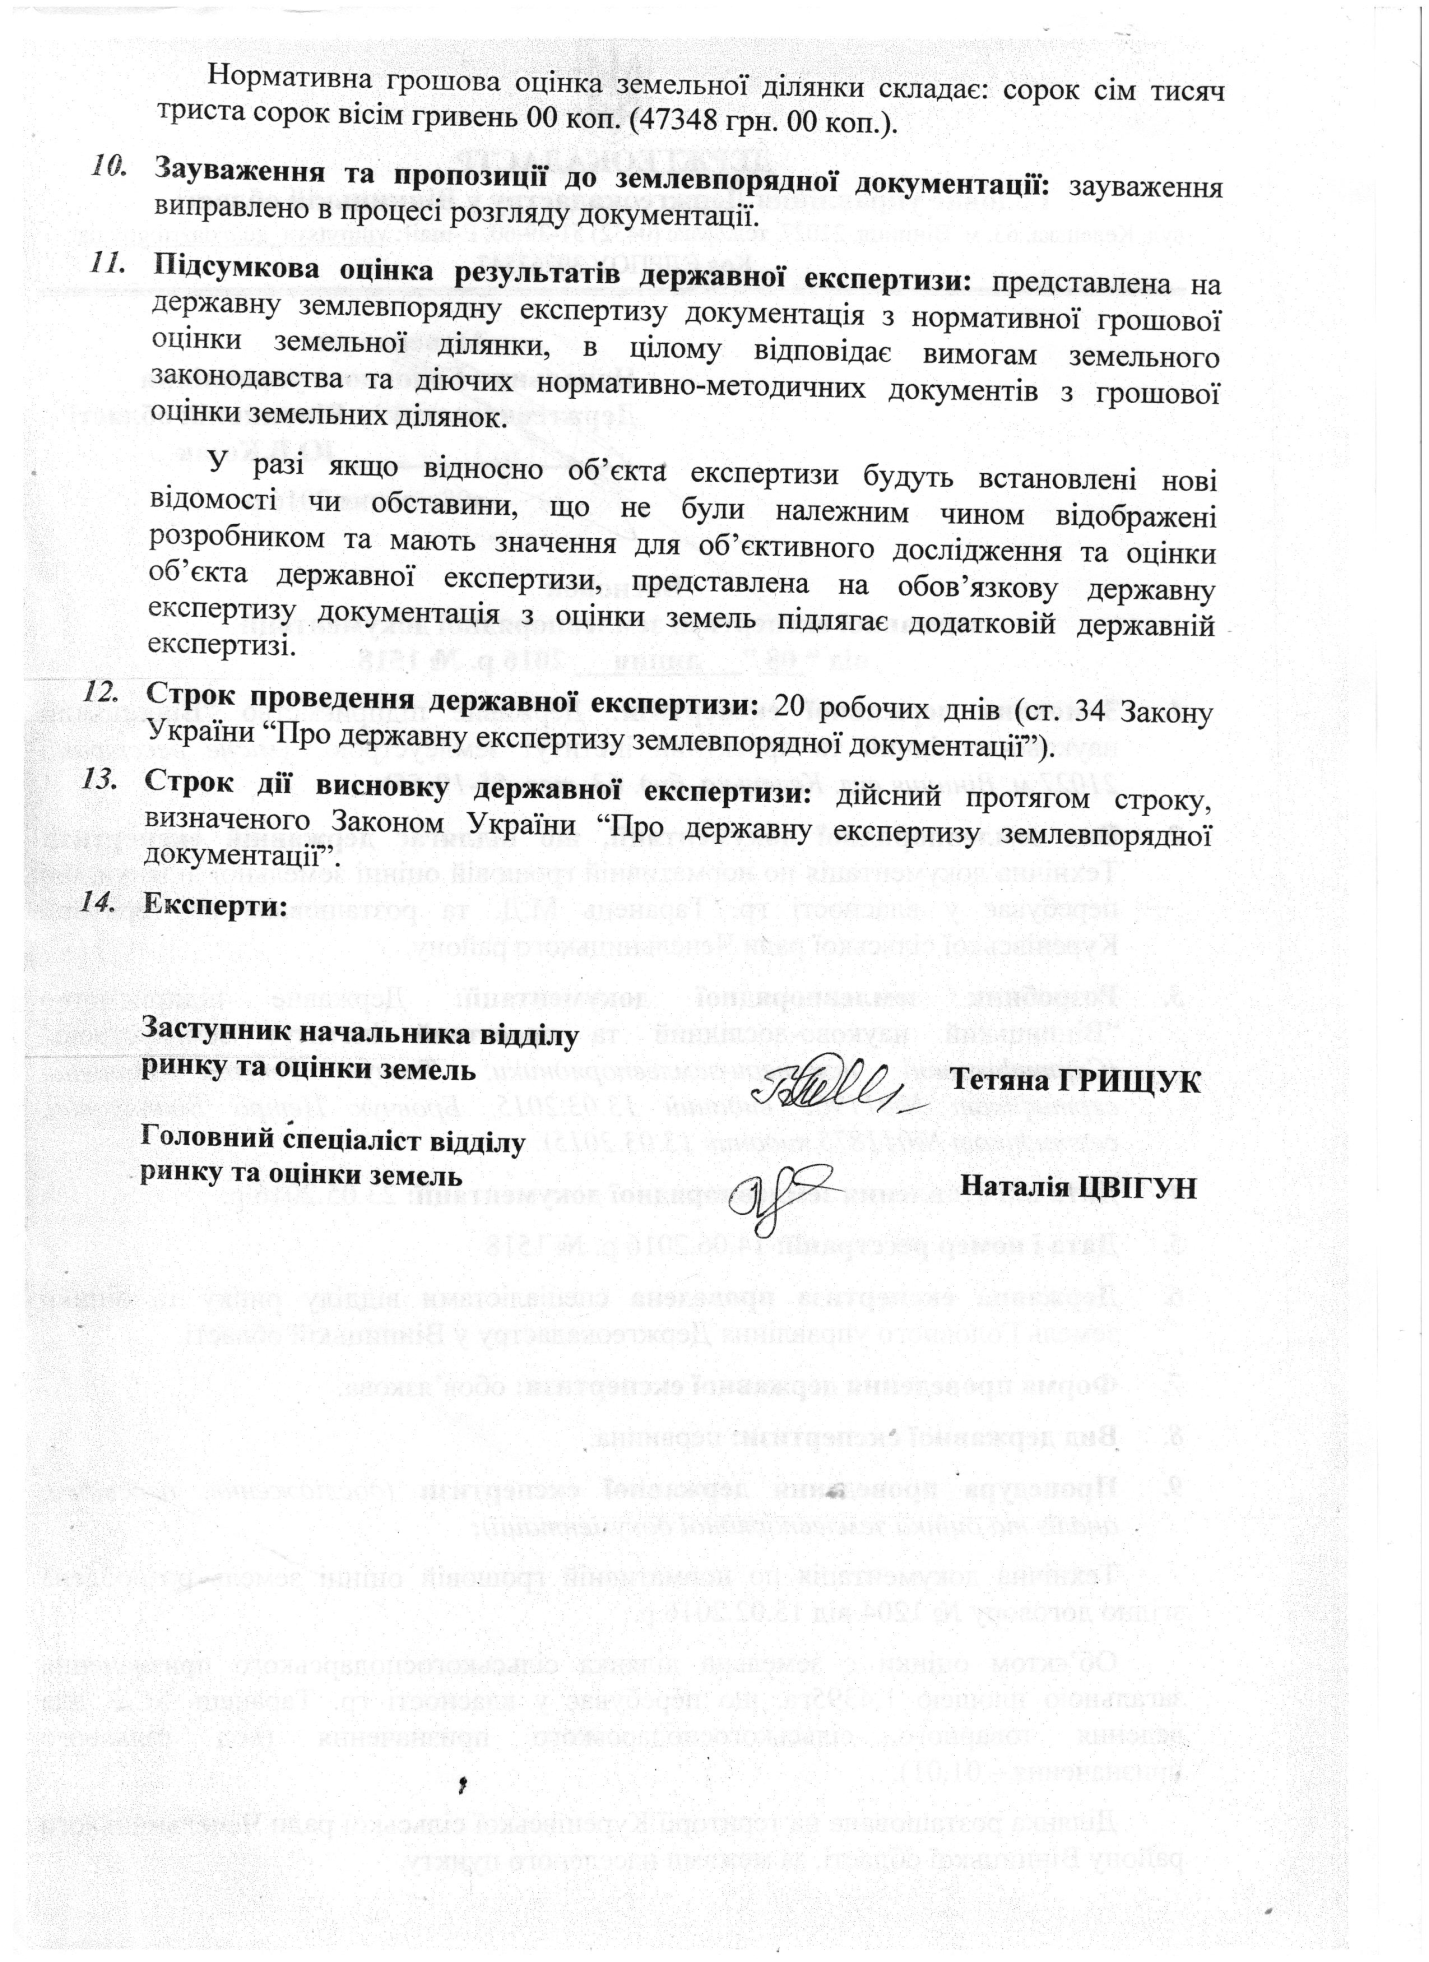 Нормативна грошова оцінка земельної ділянки складає: сорок сім тисяч
триста сорок вісім гривень 00 коп. (47348 грн. 00 коп.).
10. Зауваження та пропозиції до землевпорядної документації: зауваження
виправлено в процесі розгляду документації.
11. Підсумкова оцінка результатів державної експертизи: представлена на
державну землевпорядну експертизу документація з нормативної грошової
оцінки земельної ділянки, в цілому відповідає вимогам земельного
законодавства та діючих нормативно-методичних документів з грошової
оцінки земельних ділянок.
У разі якщо відносно об’єкта експертизи будуть встановлені нові
відомості чи обставини, що не були належним чином відображені
розробником та мають значення для об’єктивного дослідження та оцінки
об’єкта державної експертизи, представлена на обов’язкову державну
експертизу документація з оцінки земель підлягає додатковій державній
експертизі.
12. Строк проведення державної експертизи: 20 робочих днів (ст. 34 Закону
України “Про державну експертизу землевпорядної документації”).
13. Строк дії висновку державної експертизи: дійсний протягом строку,
визначеного Законом України “Про державну експертизу землевпорядної
документації”.
14. Експерти:
Заступник начальника відділу
ринку та оцінки земель Тетяна ГРИЩУК
Головний спеціаліст відділу
ринку та оцінки земель Наталія ЦВІГУН